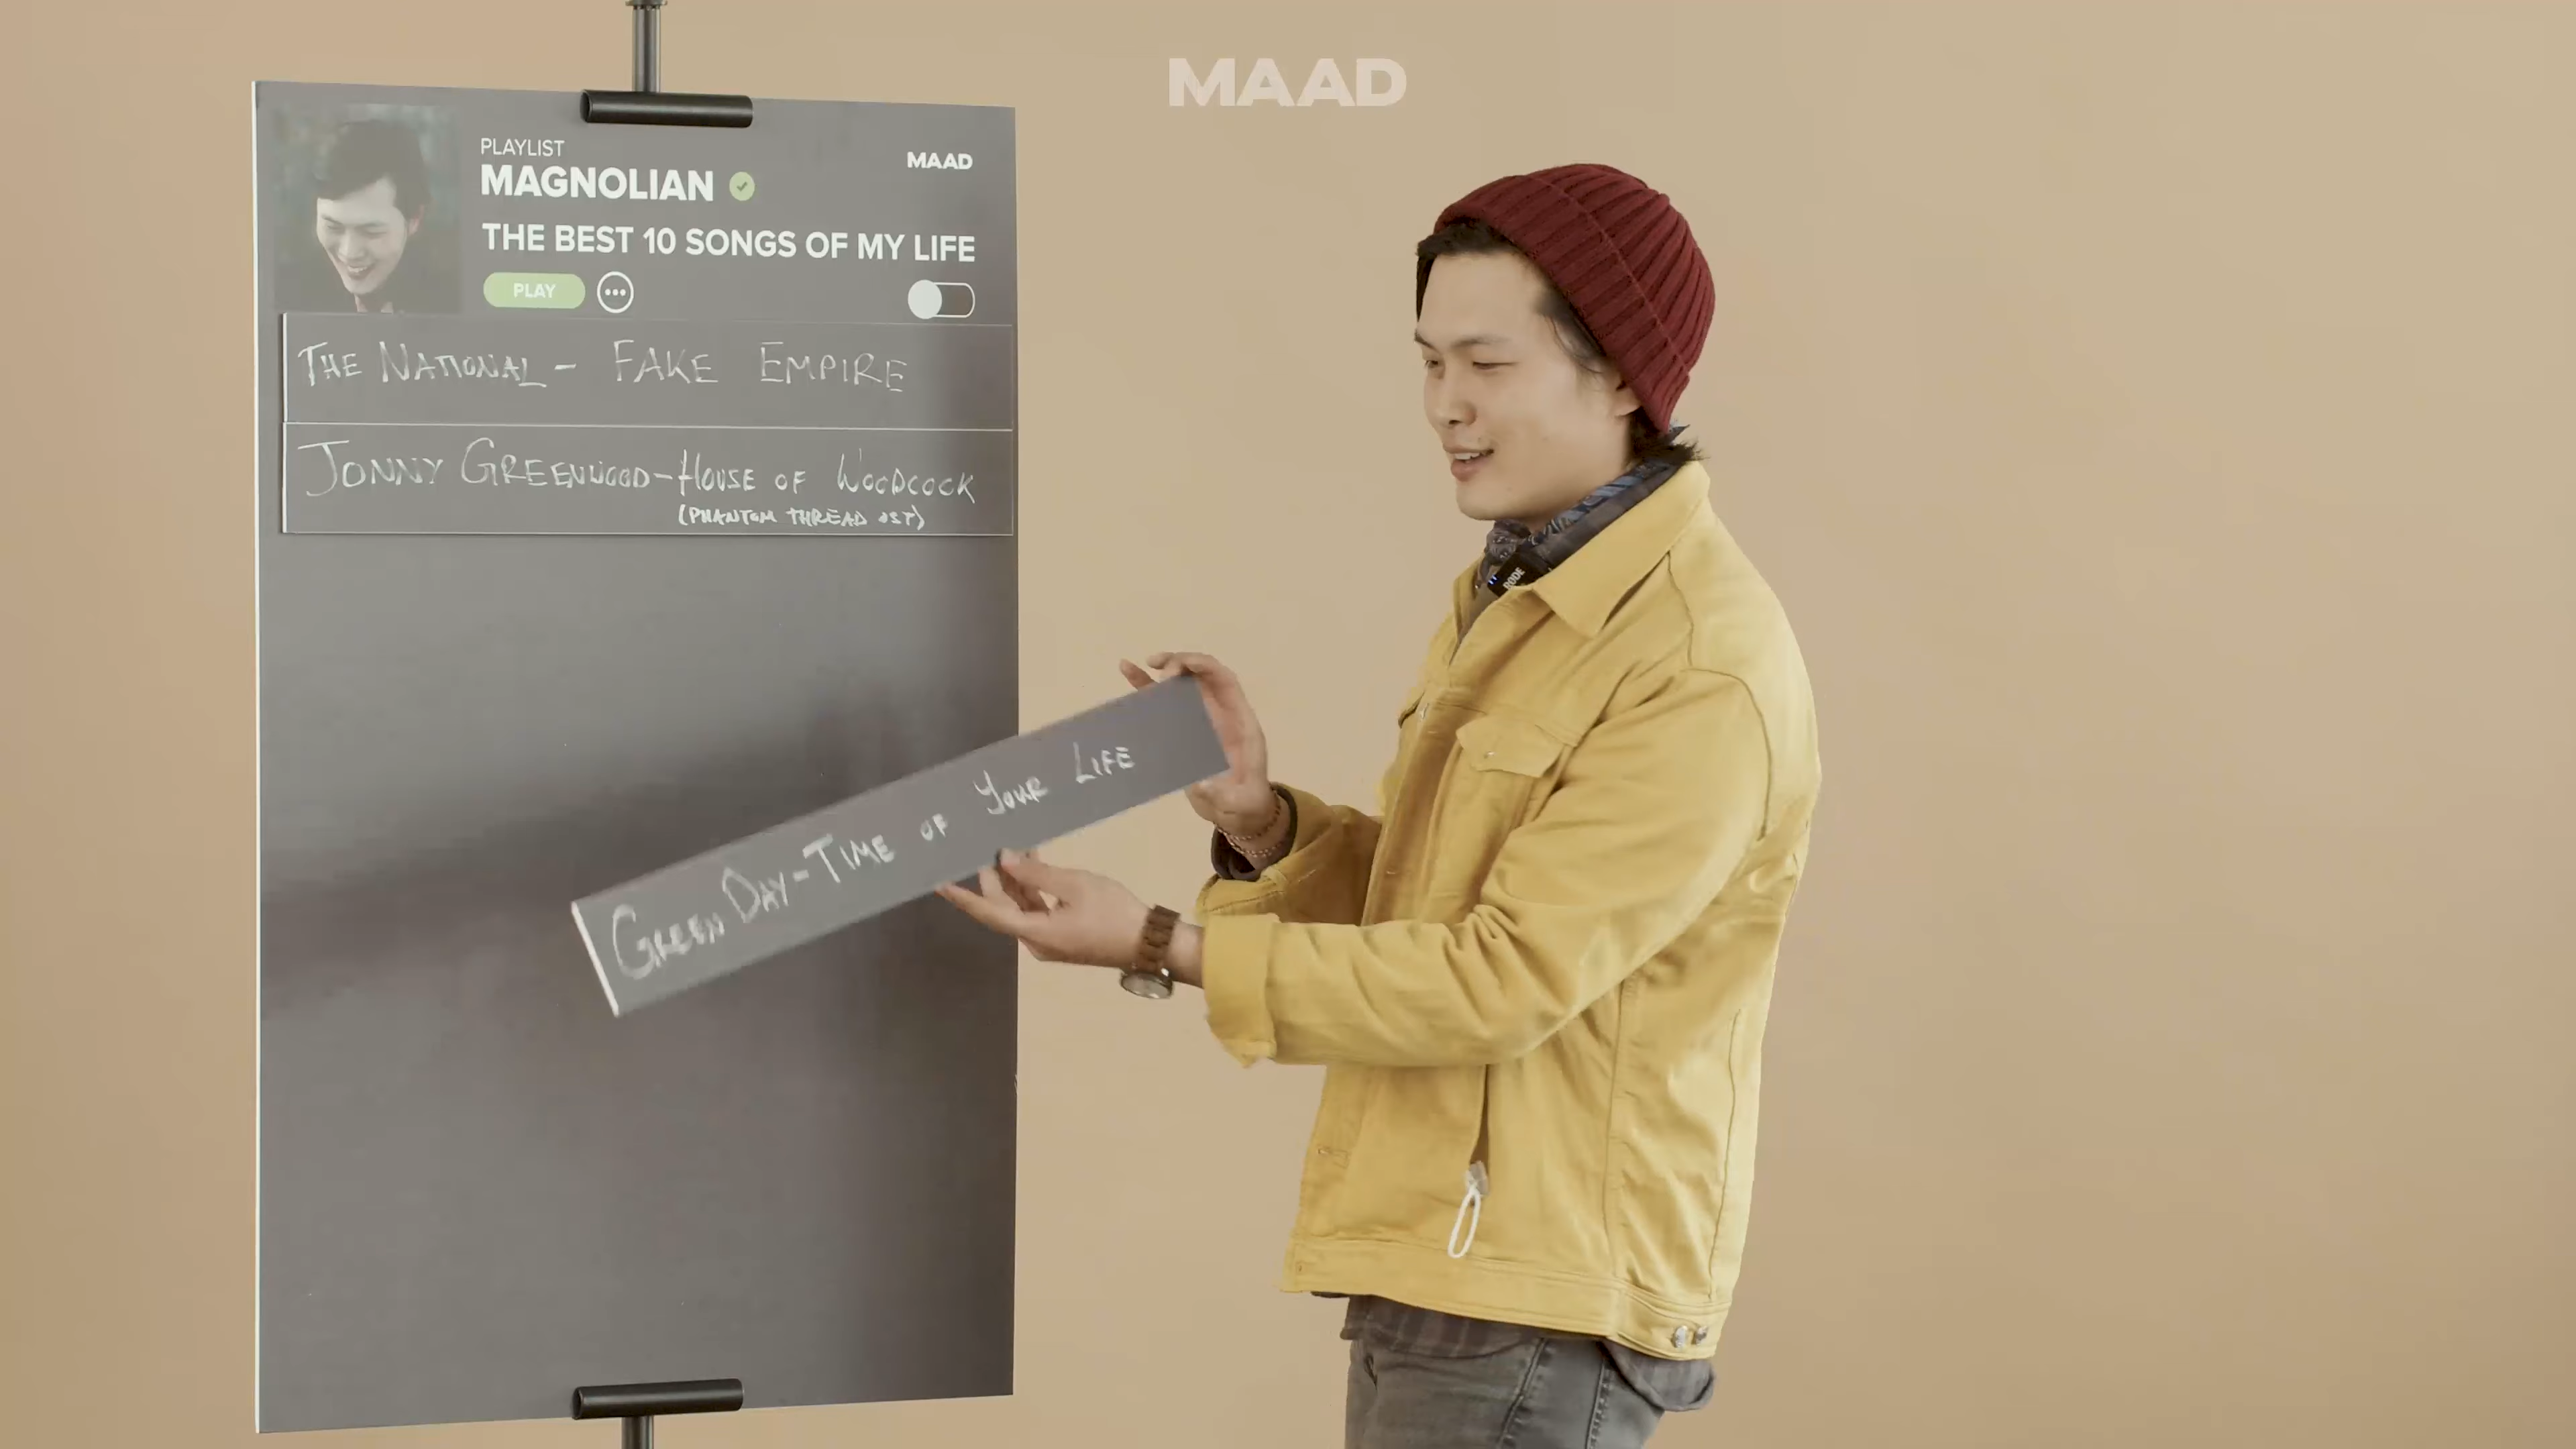 MAAD
PLAYLIST
MAGNOLIAN
MAAD
THE BEST 10 SONGS OF MY LIFE
PLAY
THE NATIONAL - FAKE EMPIRE
JONNY GREENWOOD - HOUSE OF WOODCOCK
(PHANTOM THREAD OST)
GREEN DAY - TIME OF YOUR LIFE
RODE